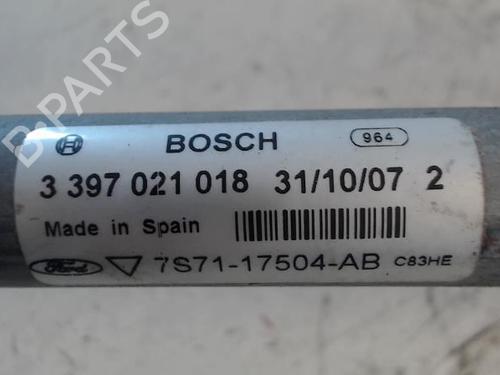 BOSCH 964
3 397 021 018 31/10/07 2
Made in Spain
Ford 7S71-17504-AB C83HE
B-PARTS